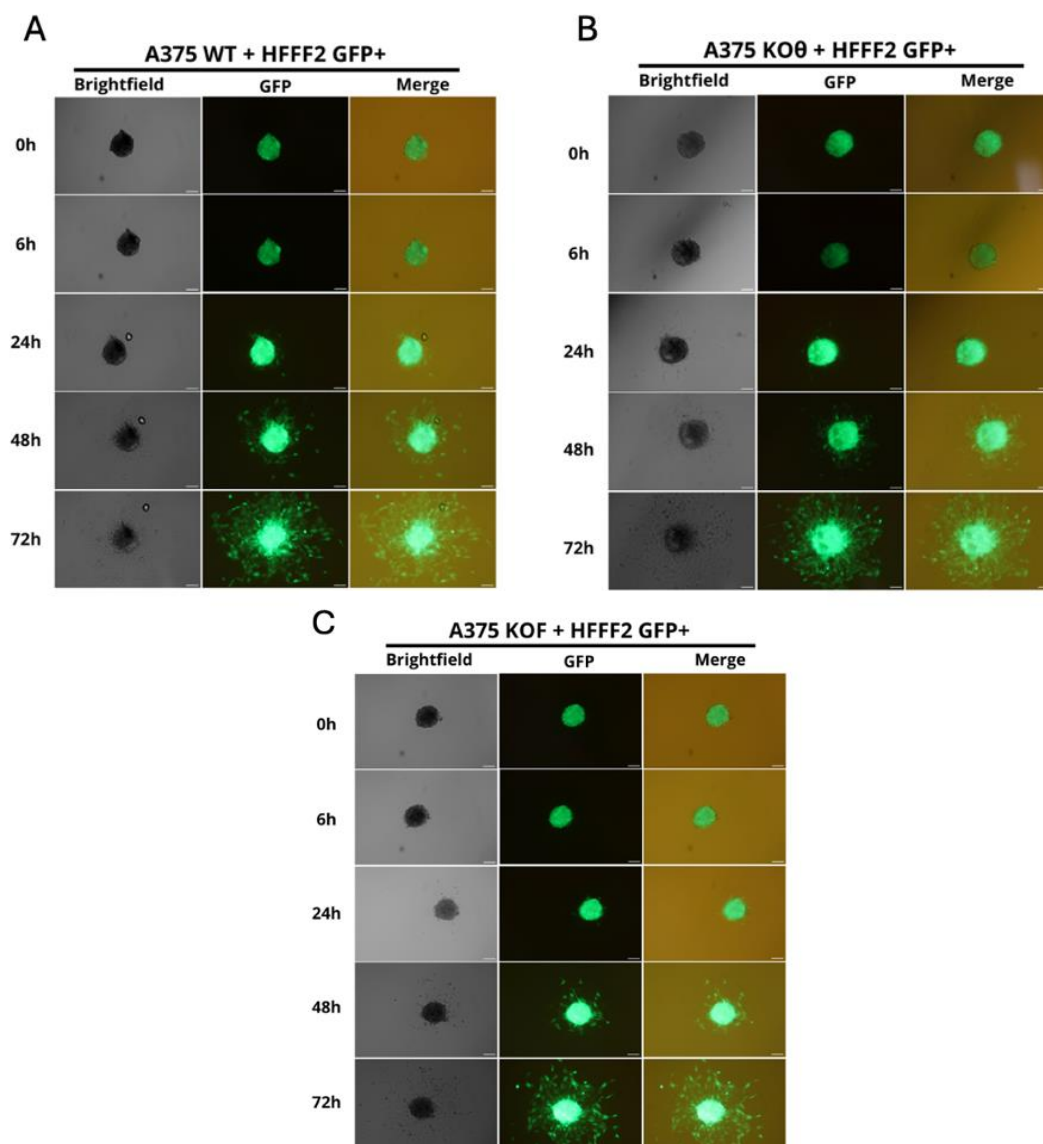 A
A375 WT + HFFF2 GFP+
Brightfield GFP Merge
0h
6h
24h
48h
72h
B
A375 KOθ + HFFF2 GFP+
Brightfield GFP Merge
0h
6h
24h
48h
72h
C
A375 KOF + HFFF2 GFP+
Brightfield GFP Merge
0h
6h
24h
48h
72h